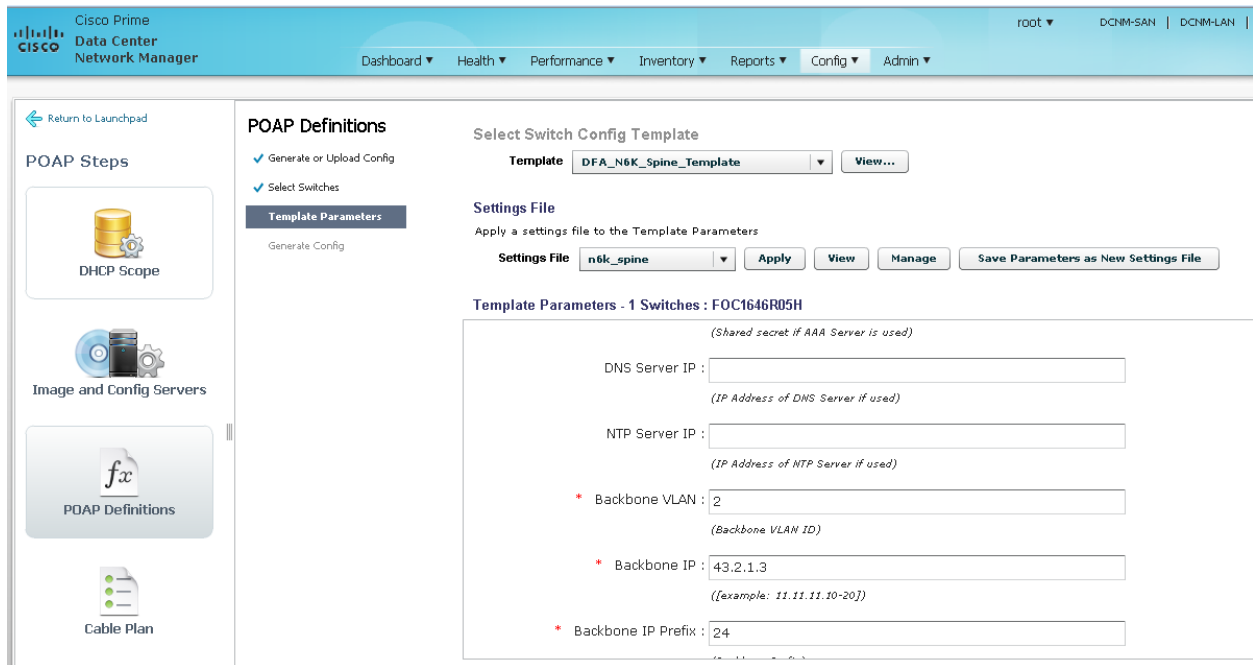 Cisco Prime
Data Center
Network Manager
CISCO
root
DCNM-SAN | DCNM-LAN |
Dashboard Health Performance Inventory Reports Config Admin
Return to Launchpad
POAP Steps
DHCP Scope
Image and Config Servers
fx
POAP Definitions
Cable Plan
POAP Definitions
Generate or Upload Config
Select Switches
Template Parameters
Generate Config
Select Switch Config Template
Template DFA_N6K_Spine_Template View...
Settings File
Apply a settings file to the Template Parameters
Settings File n6k_spine Apply View Manage Save Parameters as New Settings File
Template Parameters - 1 Switches : FOC1646R05H
(Shared secret if AAA Server is used)
DNS Server IP :
(IP Address of DNS Server if used)
NTP Server IP :
(IP Address of NTP Server if used)
* Backbone VLAN : 2
(Backbone VLAN ID)
* Backbone IP : 43.2.1.3
([example: 11.11.11.10-20])
* Backbone IP Prefix : 24